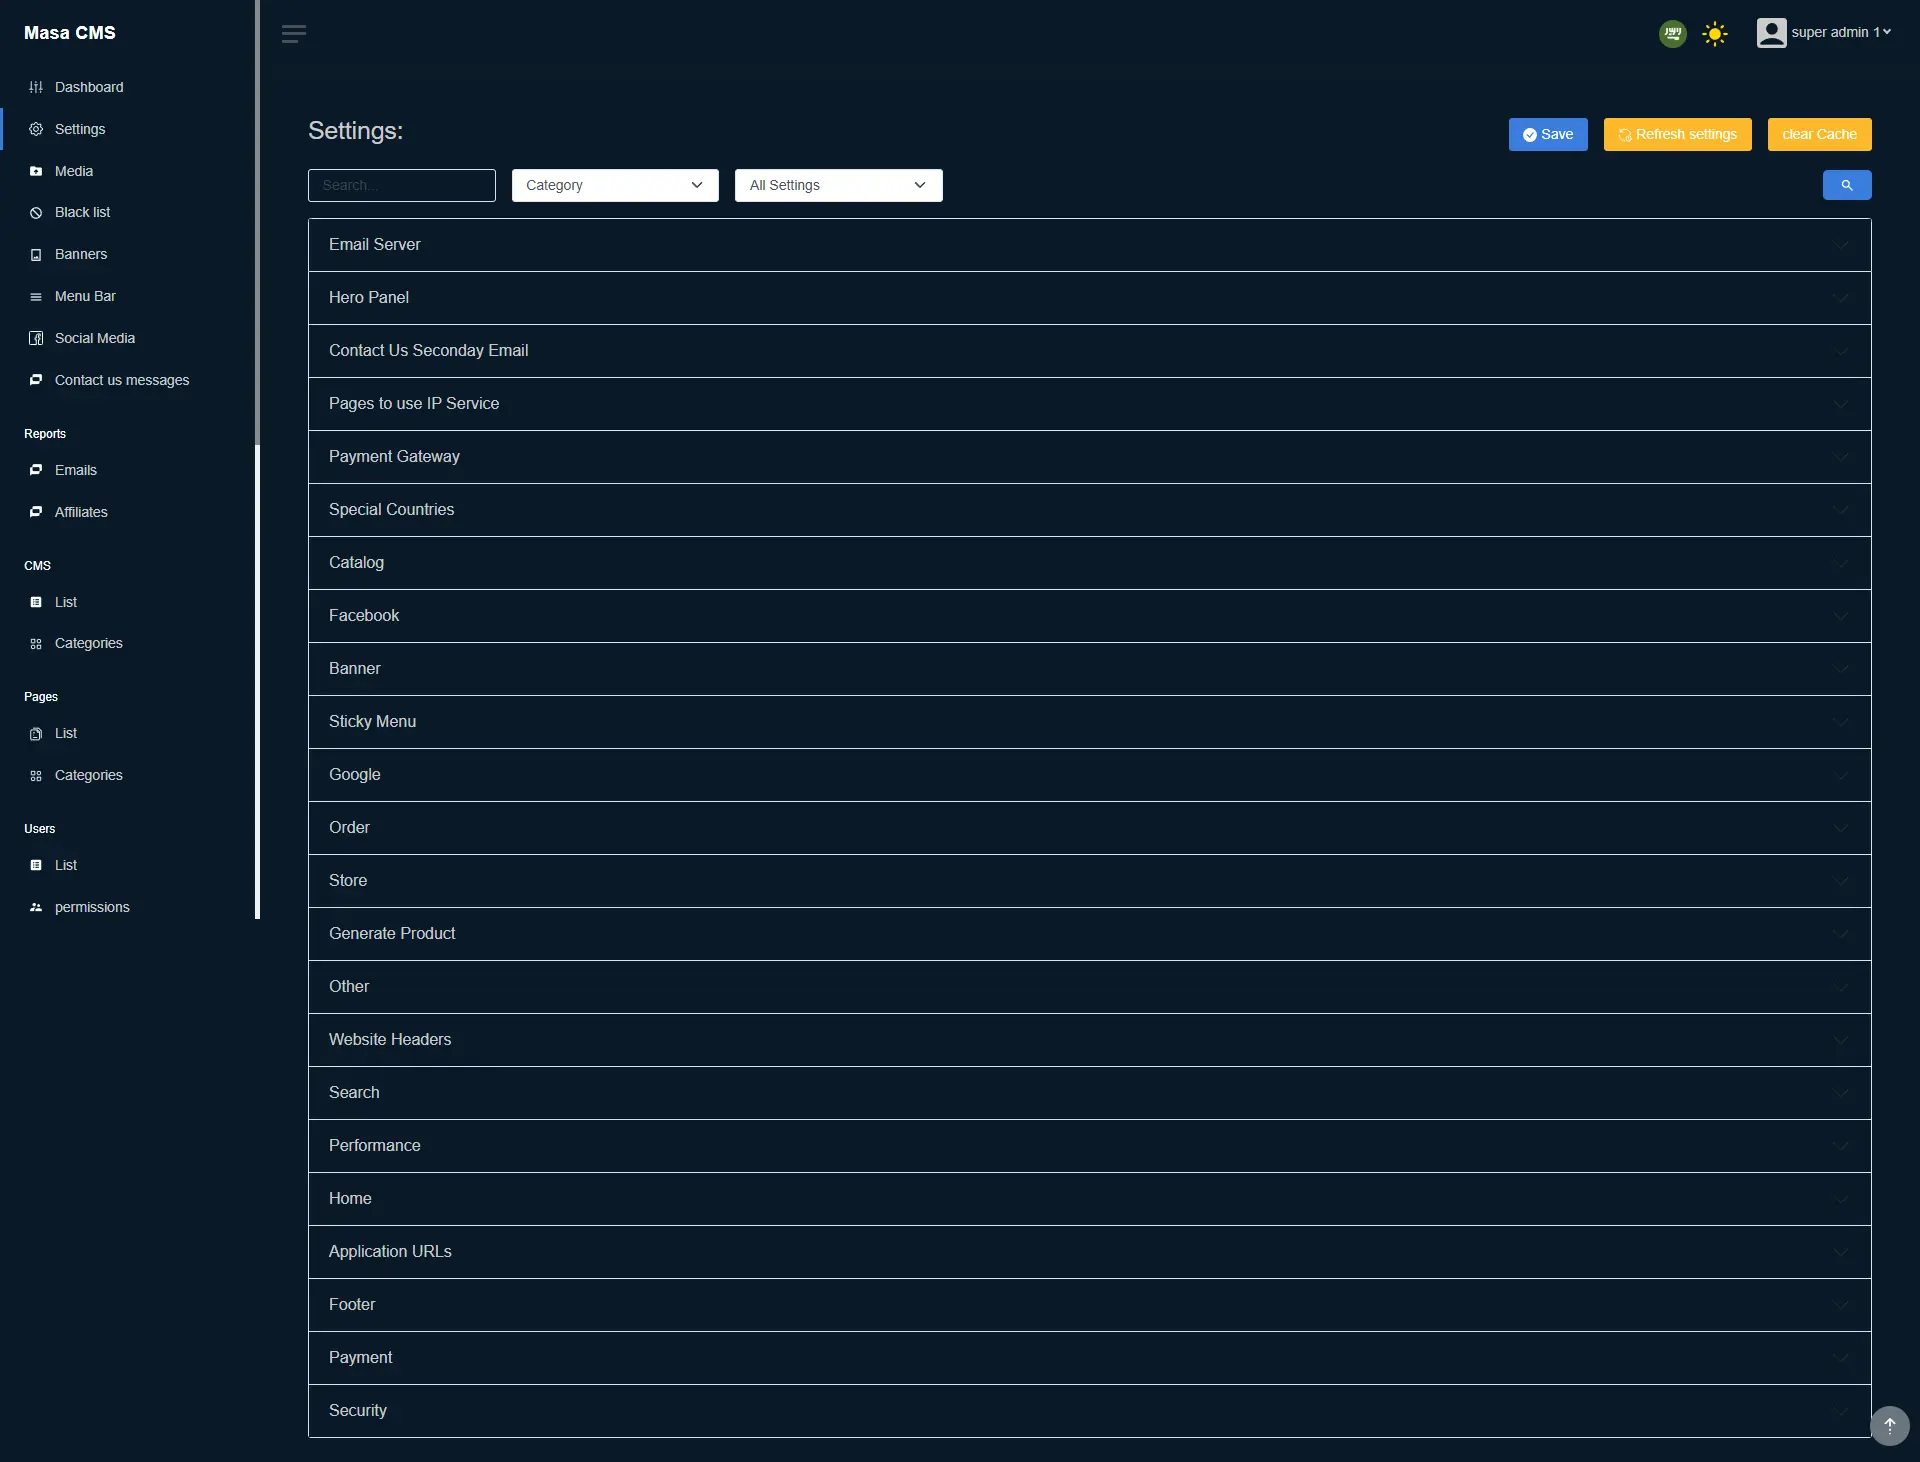 Masa CMS
super admin 1
Dashboard
Settings
Media
Black list
Banners
Menu Bar
Social Media
Contact us messages
Reports
Emails
Affiliates
CMS
List
Categories
Pages
List
Categories
Users
List
permissions
Settings:
Save
Refresh settings
clear Cache
Search...
Category
All Settings
Email Server
Hero Panel
Contact Us Seconday Email
Pages to use IP Service
Payment Gateway
Special Countries
Catalog
Facebook
Banner
Sticky Menu
Google
Order
Store
Generate Product
Other
Website Headers
Search
Performance
Home
Application URLs
Footer
Payment
Security